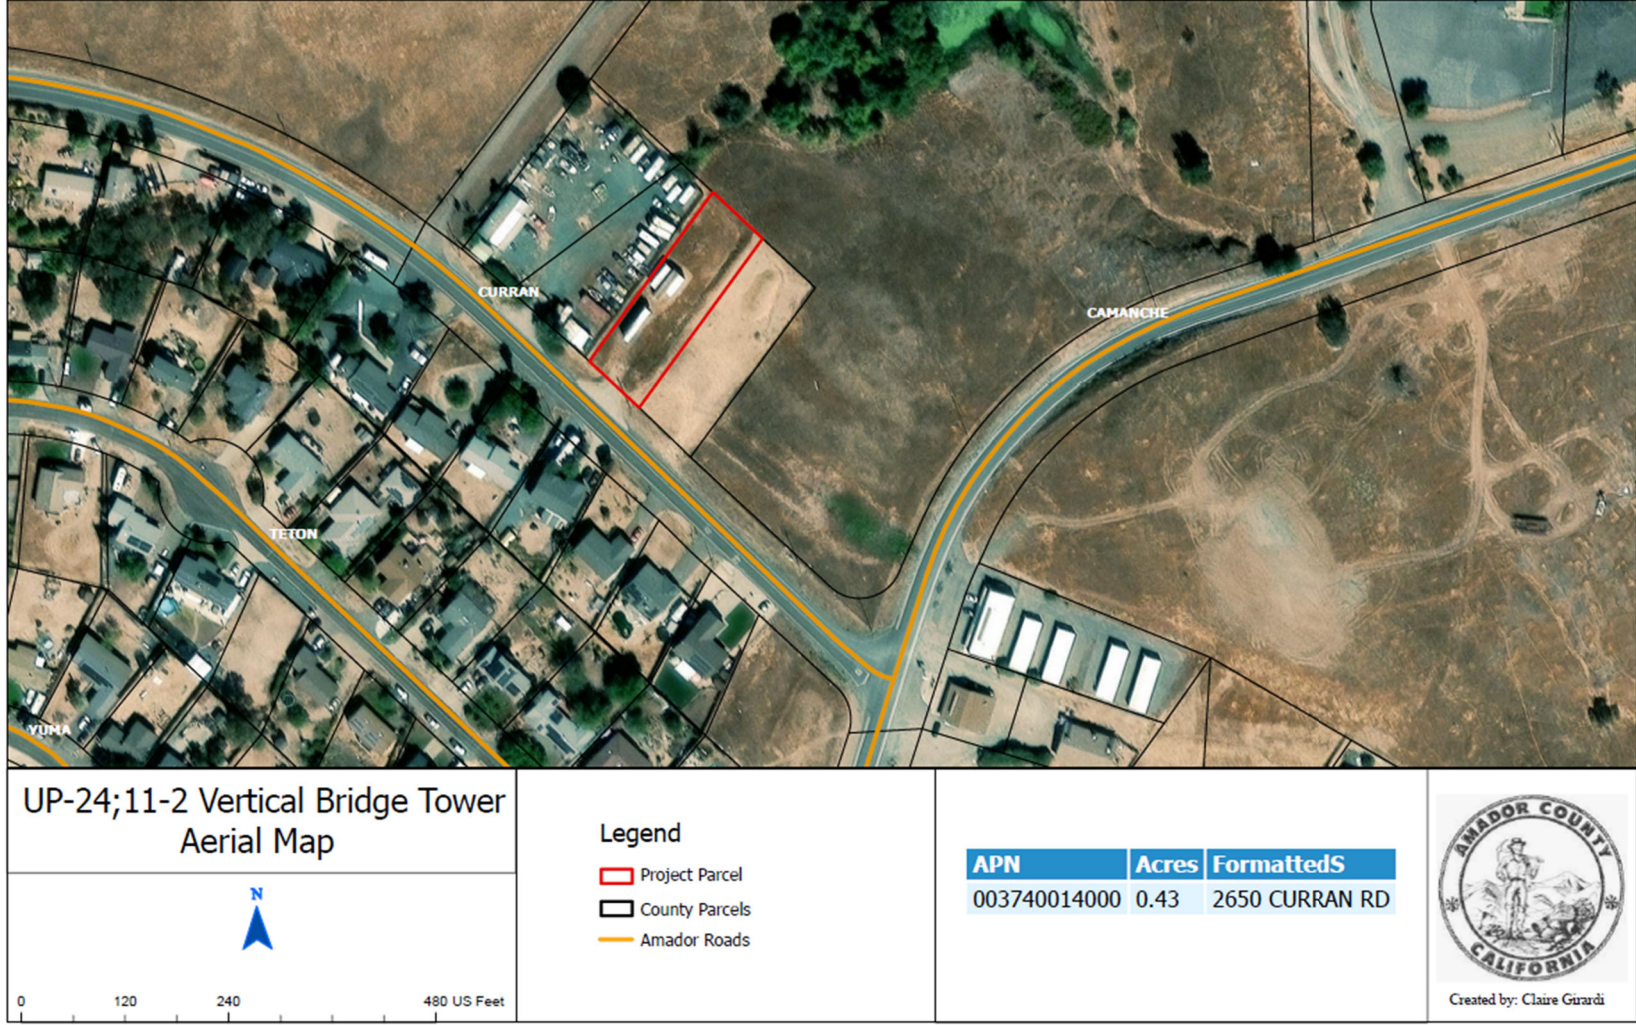 CURRAN
CAMANCHE
TETON
YUMA
UP-24;11-2 Vertical Bridge Tower
Aerial Map
N
0 120 240 480 US Feet
Legend
Project Parcel
County Parcels
Amador Roads
APN Acres FormattedS
003740014000 0.43 2650 CURRAN RD
AMADOR COUNTY
CALIFORNIA
Created by: Claire Girardi